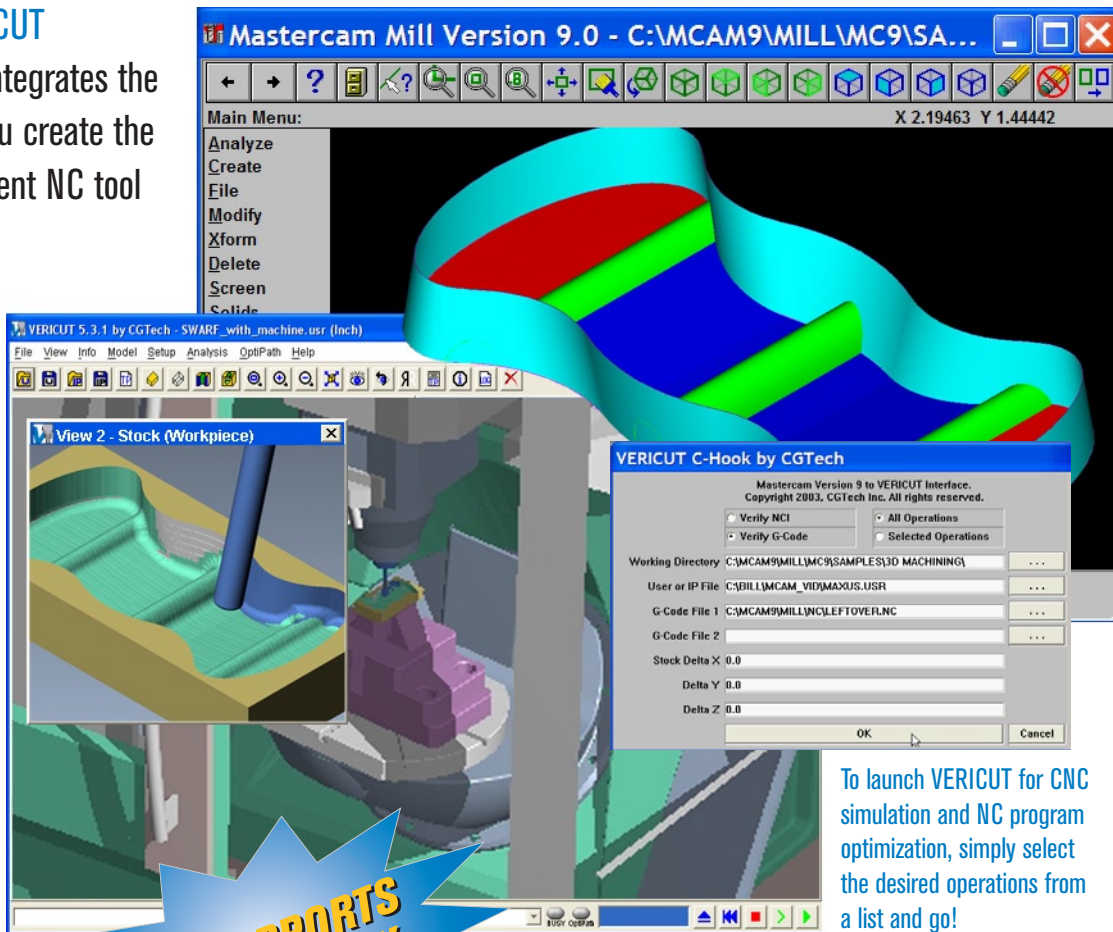 CUT
ntegrates the
u create the
ent NC tool
Mastercam Mill Version 9.0 - C:\MCAM9\MILL\MC9\SA...
Main Menu:
X 2.19463 Y 1.44442
Analyze
Create
File
Modify
Xform
Delete
Screen
Solids
VERICUT 5.3.1 by CGTech - SWARF_with_machine.usr (Inch)
File View Info Model Setup Analysis OptiPath Help
View 2 - Stock (Workpiece)
VERICUT C-Hook by CGTech
Mastercam Version 9 to VERICUT Interface.
Copyright 2003, CGTech Inc. All rights reserved.
Verify NCI
All Operations
Verify G-Code
Selected Operations
Working Directory C:\MCAM9\MILL\MC9\SAMPLES\3D MACHINING\ ...
User or IP File C:\BILL\MCAM_VID\MAXUS.USR ...
G-Code File 1 C:\MCAM9\MILL\NC\LEFTOVER.NC ...
G-Code File 2 ...
Stock Delta X 0.0
Delta Y 0.0
Delta Z 0.0
OK
Cancel
To launch VERICUT for CNC
simulation and NC program
optimization, simply select
the desired operations from
a list and go!
PORTS
BUSY